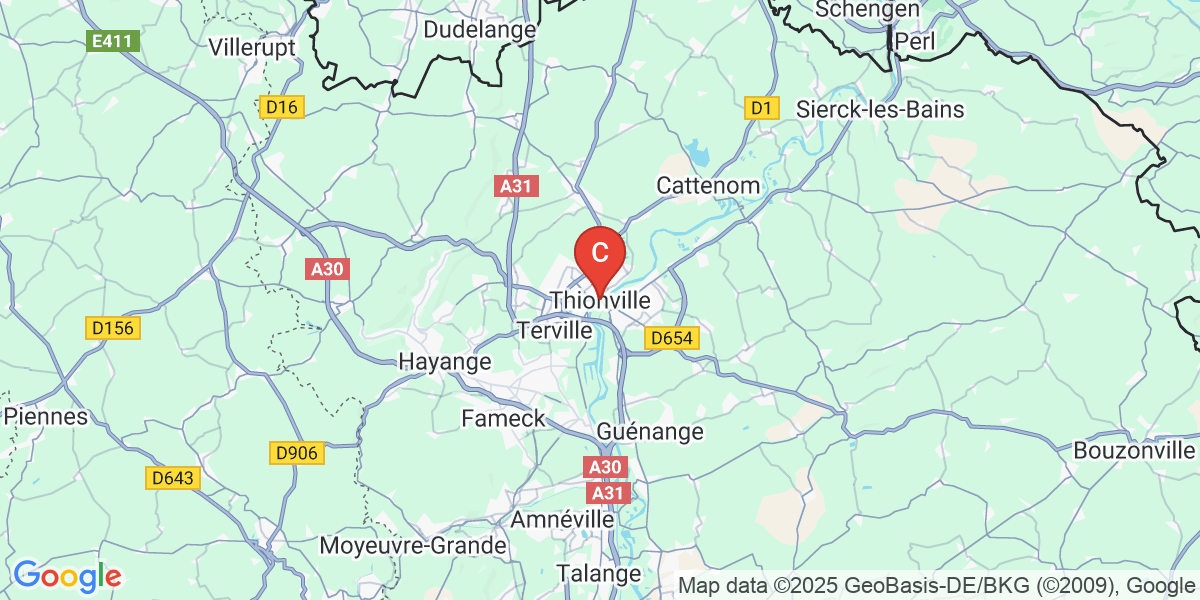 Schengen
Dudelange
E411
Villerupt
Perl
D16
D1
Sierck-les-Bains
A31
Cattenom
C
A30
Thionville
D156
Terville
D654
Hayange
Piennes
Fameck
Guénange
D906
Bouzonville
A30
D643
A31
Amnéville
Moyeuvre-Grande
Talange
Google
Map data ©2025 GeoBasis-DE/BKG (©2009), Google